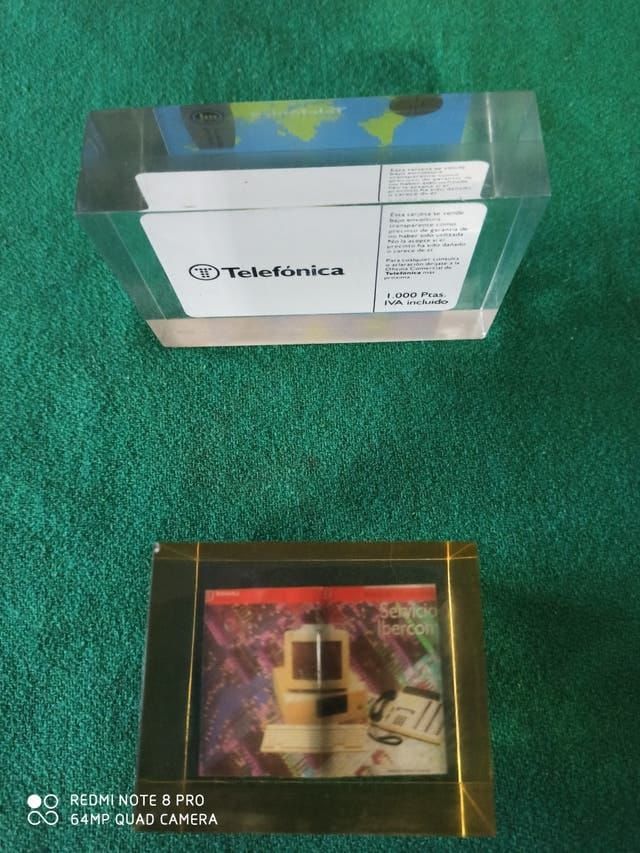 Telefónica
Esta tarjeta se vende
bajo envoltura
transparente como
precinto de garantía de
no haber sido utilizada.
No la acepte si el
precinto ha sido dañado
o carece de él.
Para cualquier consulta
o aclaración diríjase a la
Oficina Comercial de
Telefónica más
próxima.
1.000 Ptas.
IVA incluido
Servicio
Ibercom
REDMI NOTE 8 PRO
64MP QUAD CAMERA